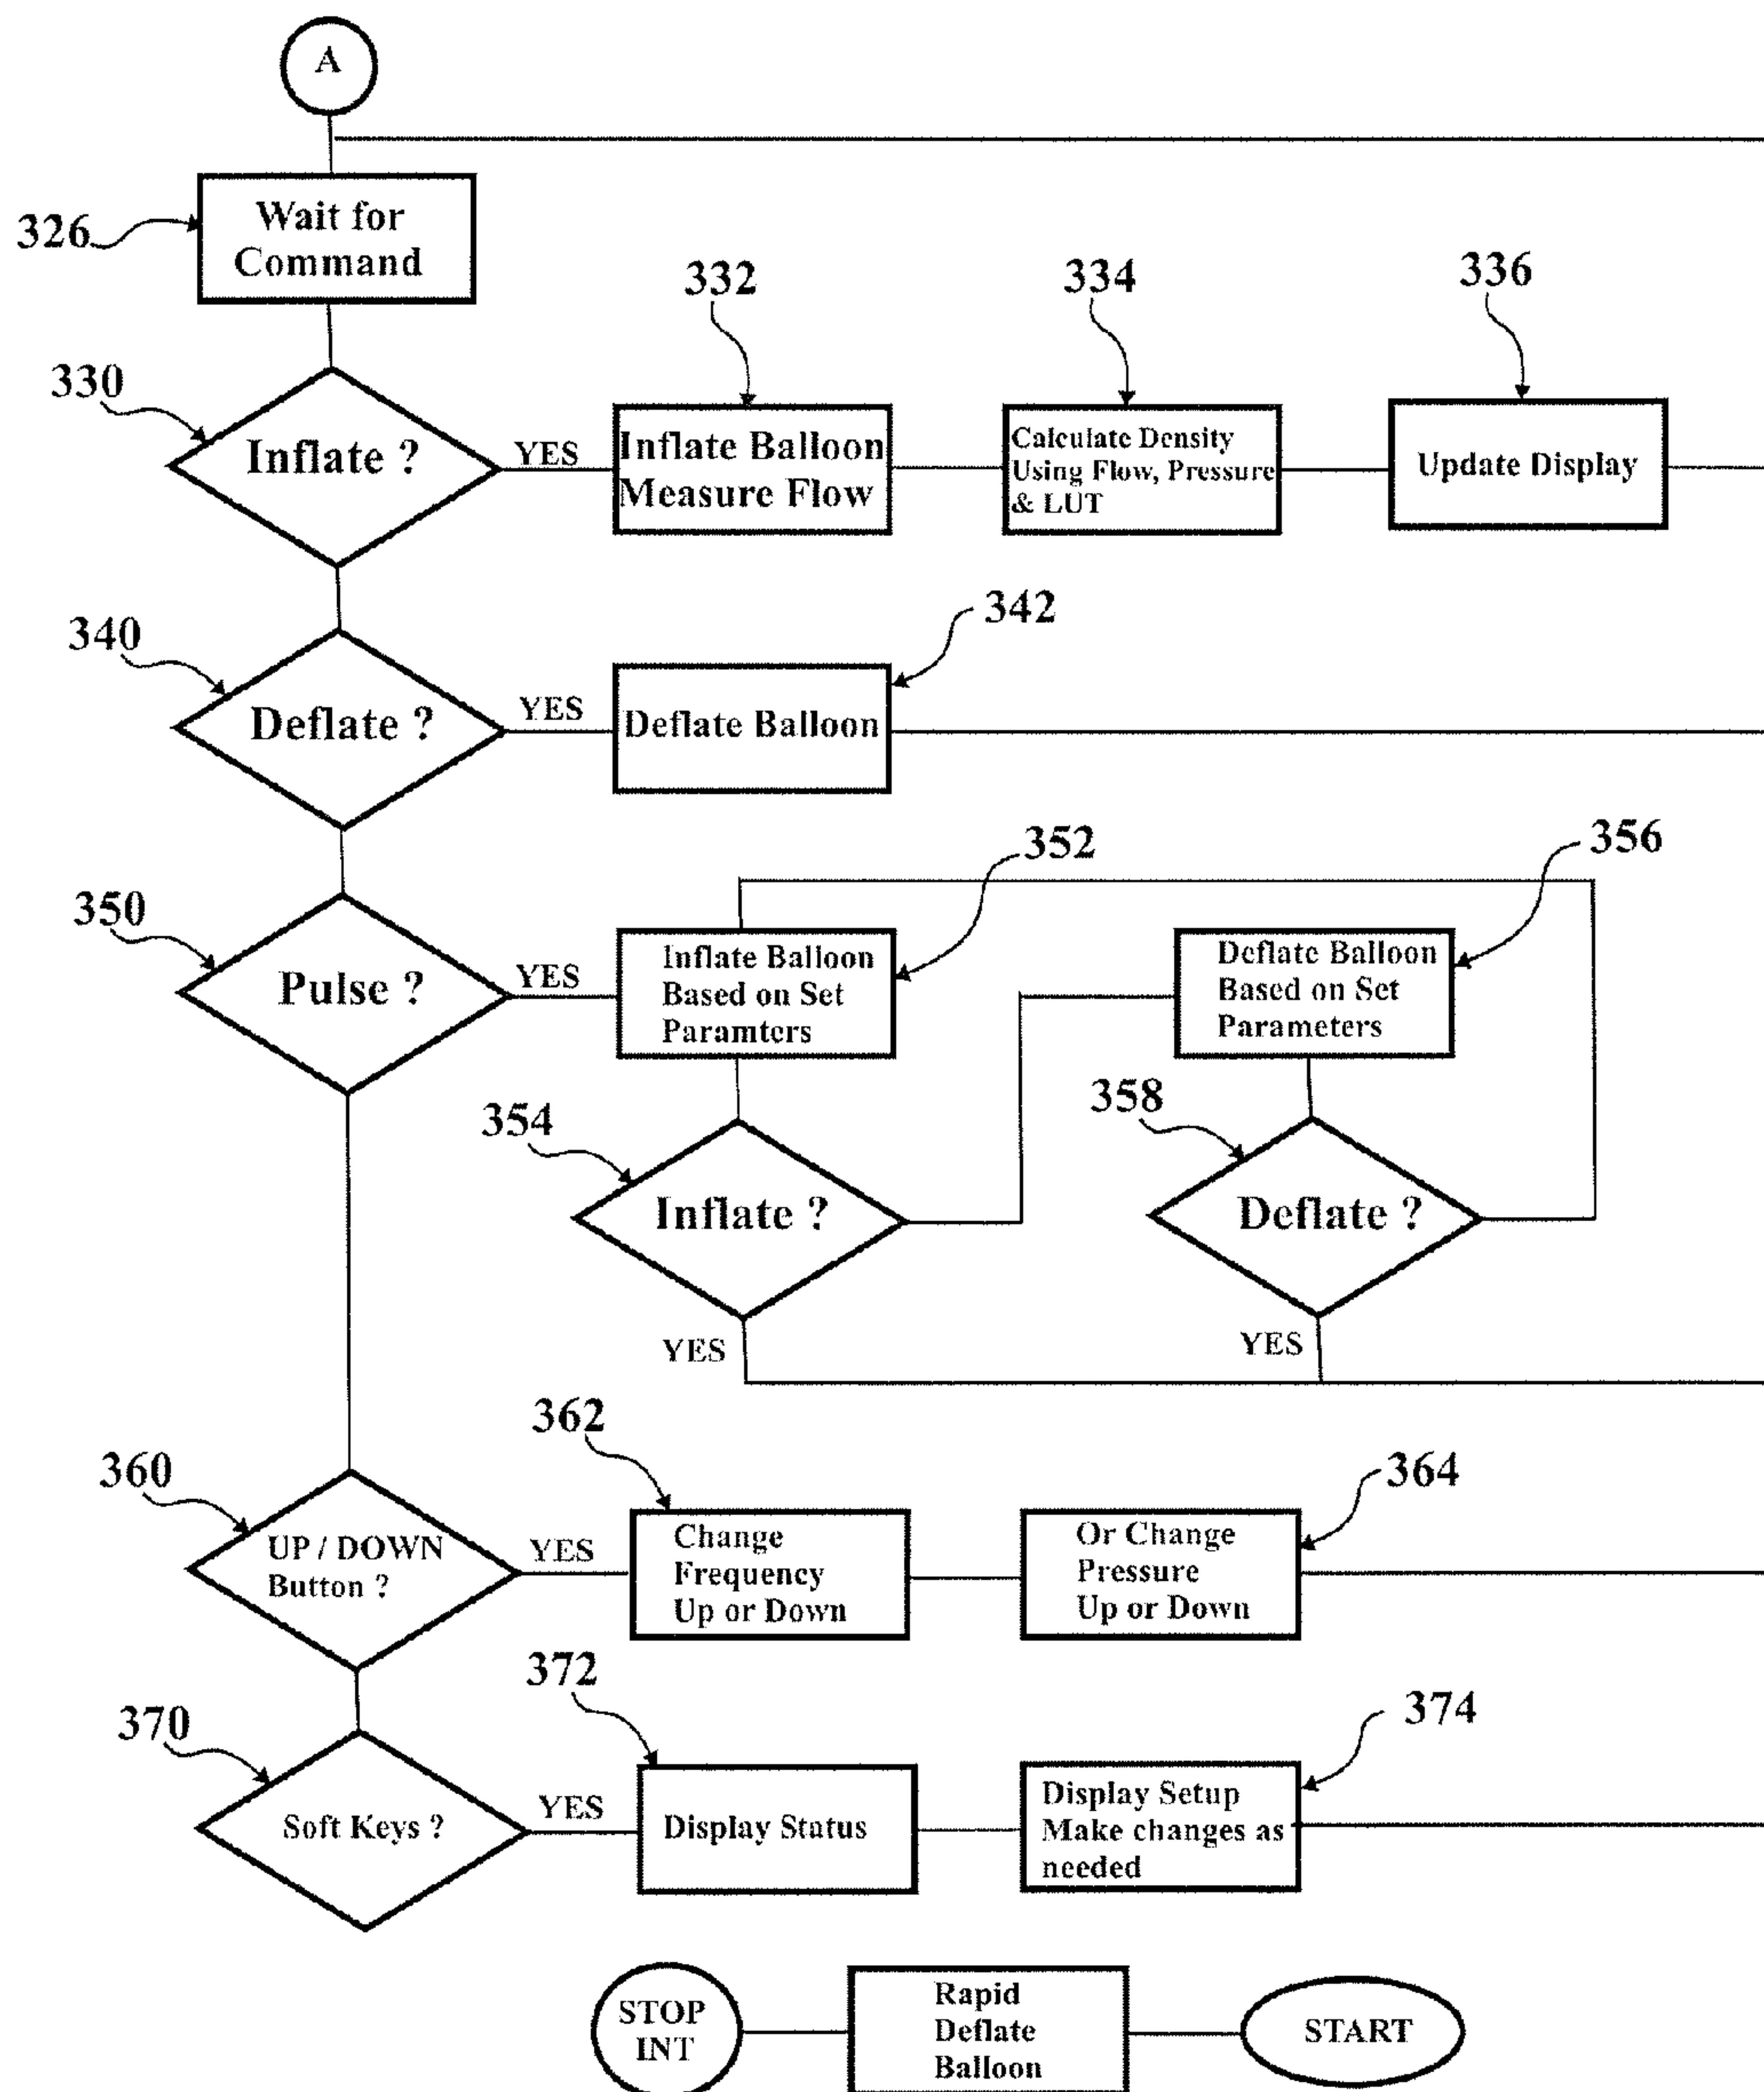 A
326
Wait for
Command
332
334
336
330
Inflate ?
YES
Inflate Balloon
Measure Flow
Calculate Density
Using Flow, Pressure
& LUT
Update Display
340
342
Deflate ?
YES
Deflate Balloon
350
352
356
Pulse ?
YES
Inflate Balloon
Based on Set
Paramters
Deflate Balloon
Based on Set
Parameters
354
358
Inflate ?
Deflate ?
YES
YES
360
362
364
UP / DOWN
Button ?
YES
Change
Frequency
Up or Down
Or Change
Pressure
Up or Down
370
372
374
Soft Keys ?
YES
Display Status
Display Setup
Make changes as
needed
STOP
INT
Rapid
Deflate
Balloon
START